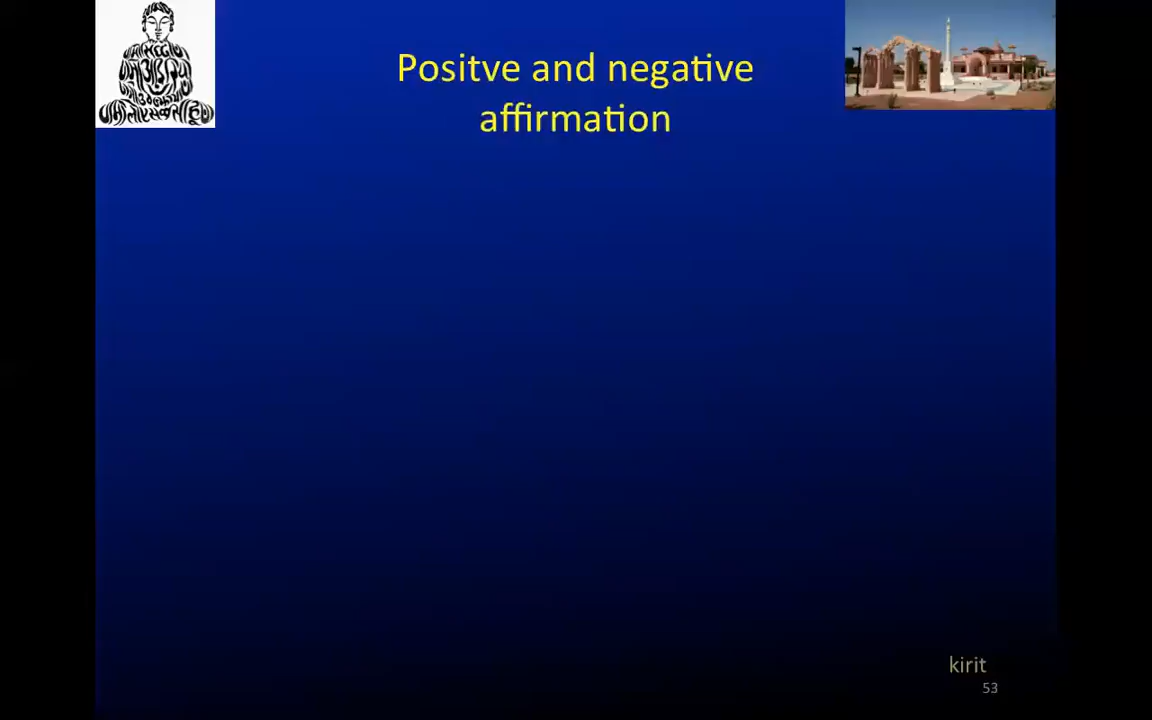 Positve and negative
affirmation
kirit
53